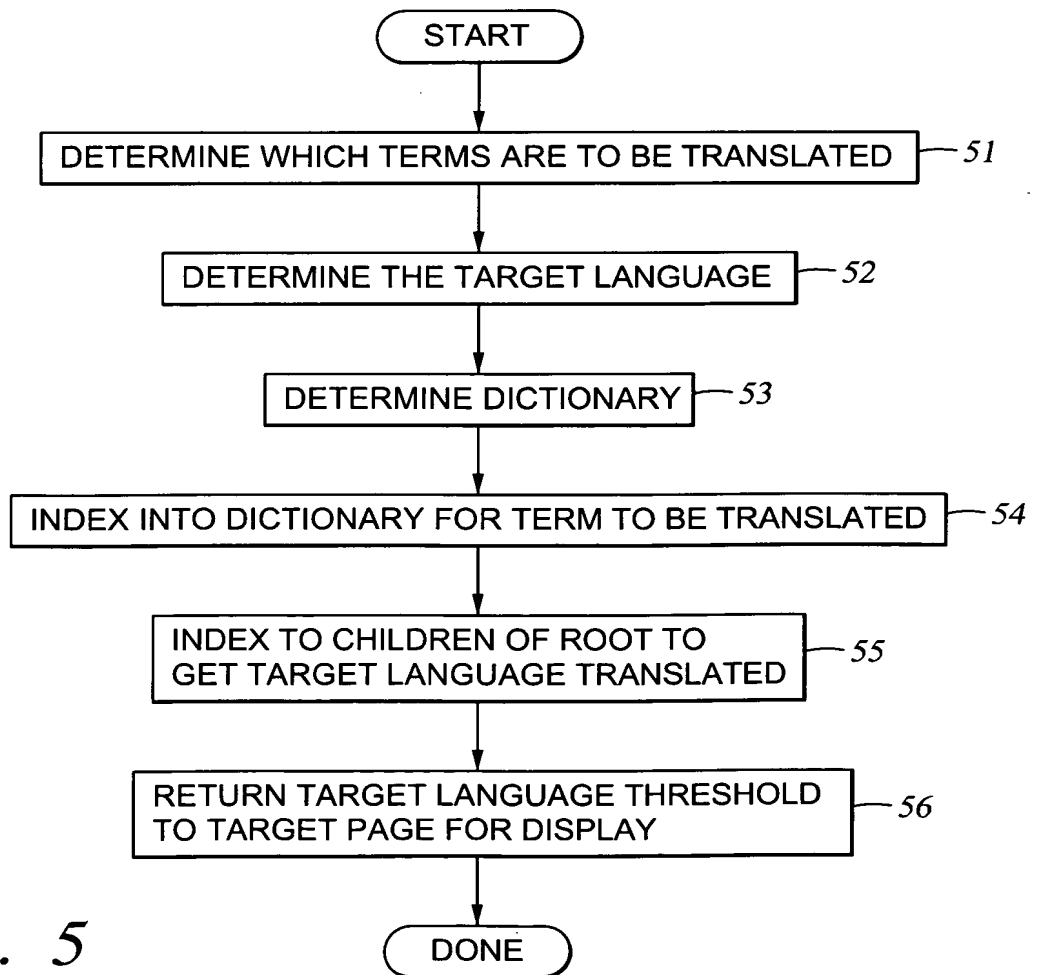 START
DETERMINE WHICH TERMS ARE TO BE TRANSLATED 51
DETERMINE THE TARGET LANGUAGE 52
DETERMINE DICTIONARY 53
INDEX INTO DICTIONARY FOR TERM TO BE TRANSLATED 54
INDEX TO CHILDREN OF ROOT TO
GET TARGET LANGUAGE TRANSLATED 55
RETURN TARGET LANGUAGE THRESHOLD
TO TARGET PAGE FOR DISPLAY 56
DONE
. 5